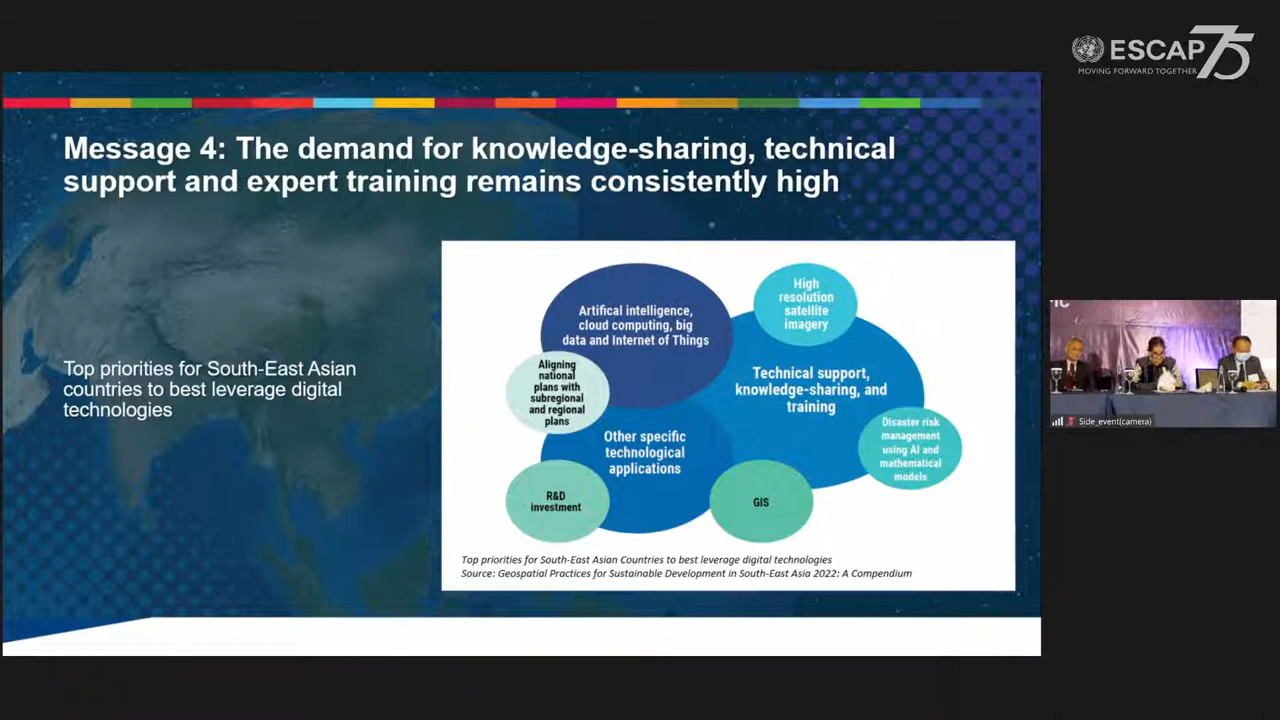 ESCAP 75
MOVING FORWARD TOGETHER
Message 4: The demand for knowledge-sharing, technical
support and expert training remains consistently high
Top priorities for South-East Asian
countries to best leverage digital
technologies
Artifical intelligence,
cloud computing, big
data and Internet of Things
High
resolution
satellite
imagery
Aligning
national
plans with
subregional
and regional
plans
Technical support,
knowledge-sharing, and
training
Other specific
technological
applications
Disaster risk
management
using AI and
mathematical
models
R&D
investment
GIS
Top priorities for South-East Asian Countries to best leverage digital technologies
Source: Geospatial Practices for Sustainable Development in South-East Asia 2022: A Compendium
Side_event(camera)